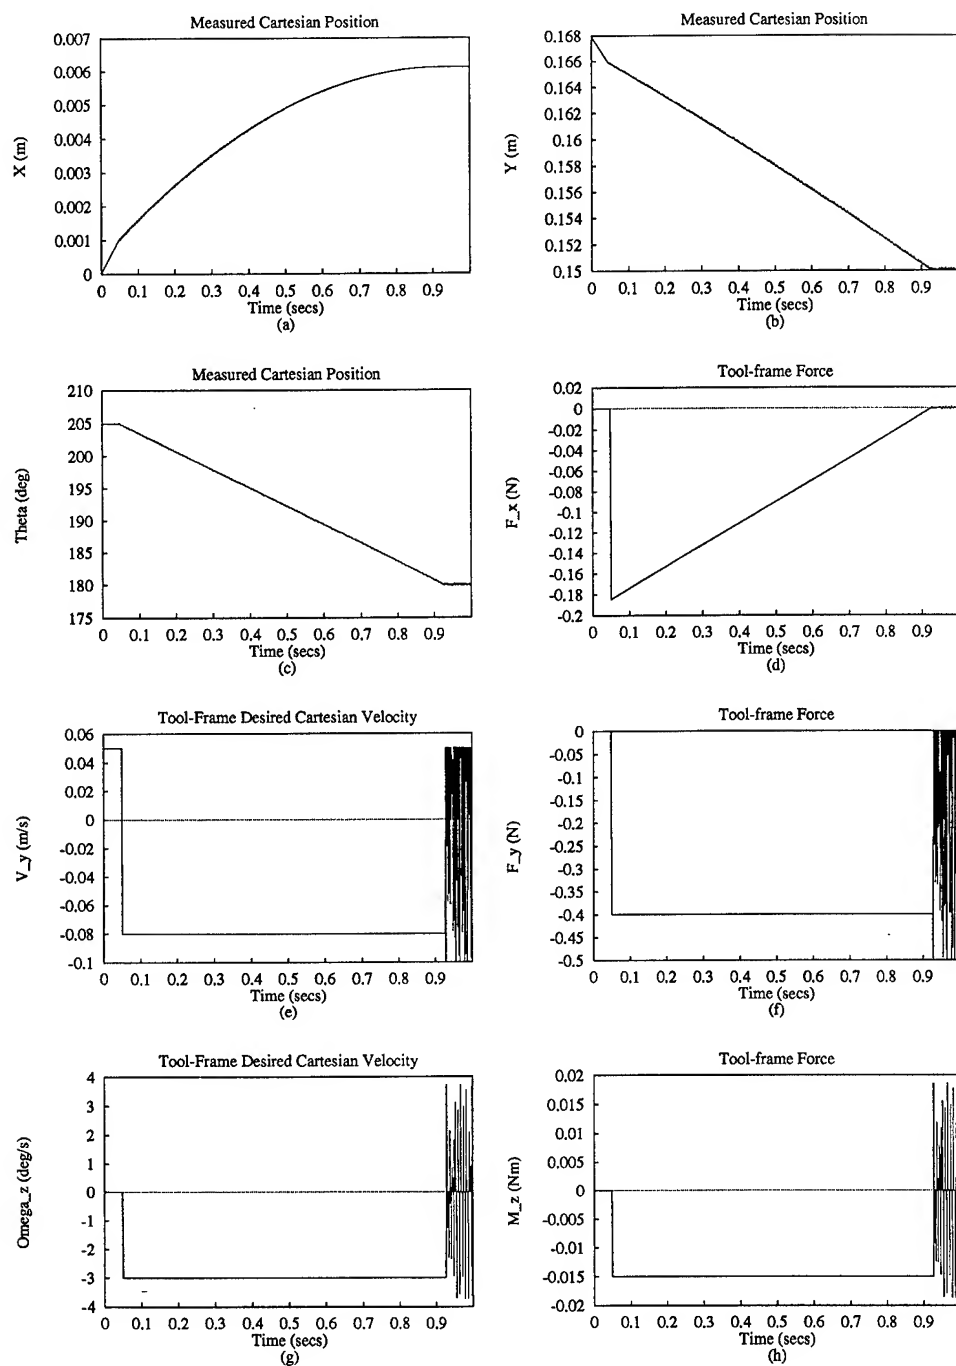 Measured Cartesian Position
0.007
0.006
0.005
0.004
0.003
0.002
0.001
0
X (m)
0 0.1 0.2 0.3 0.4 0.5 0.6 0.7 0.8 0.9
Time (secs)
(a)
Measured Cartesian Position
0.168
0.166
0.164
0.162
0.16
0.158
0.156
0.154
0.152
0.15
Y (m)
0 0.1 0.2 0.3 0.4 0.5 0.6 0.7 0.8 0.9
Time (secs)
(b)
Measured Cartesian Position
210
205
200
195
190
185
180
175
Theta (deg)
0 0.1 0.2 0.3 0.4 0.5 0.6 0.7 0.8 0.9
Time (secs)
(c)
Tool-frame Force
0.02
0
-0.02
-0.04
-0.06
-0.08
-0.1
-0.12
-0.14
-0.16
-0.18
-0.2
F_x (N)
0 0.1 0.2 0.3 0.4 0.5 0.6 0.7 0.8 0.9
Time (secs)
(d)
Tool-Frame Desired Cartesian Velocity
0.06
0.04
0.02
0
-0.02
-0.04
-0.06
-0.08
-0.1
V_y (m/s)
0 0.1 0.2 0.3 0.4 0.5 0.6 0.7 0.8 0.9
Time (secs)
(e)
Tool-frame Force
0
-0.05
-0.1
-0.15
-0.2
-0.25
-0.3
-0.35
-0.4
-0.45
-0.5
F_y (N)
0 0.1 0.2 0.3 0.4 0.5 0.6 0.7 0.8 0.9
Time (secs)
(f)
Tool-Frame Desired Cartesian Velocity
4
3
2
1
0
-1
-2
-3
-4
Omega_z (deg/s)
0 0.1 0.2 0.3 0.4 0.5 0.6 0.7 0.8 0.9
Time (secs)
(g)
Tool-frame Force
0.02
0.015
0.01
0.005
0
-0.005
-0.01
-0.015
-0.02
M_z (Nm)
0 0.1 0.2 0.3 0.4 0.5 0.6 0.7 0.8 0.9
Time (secs)
(h)